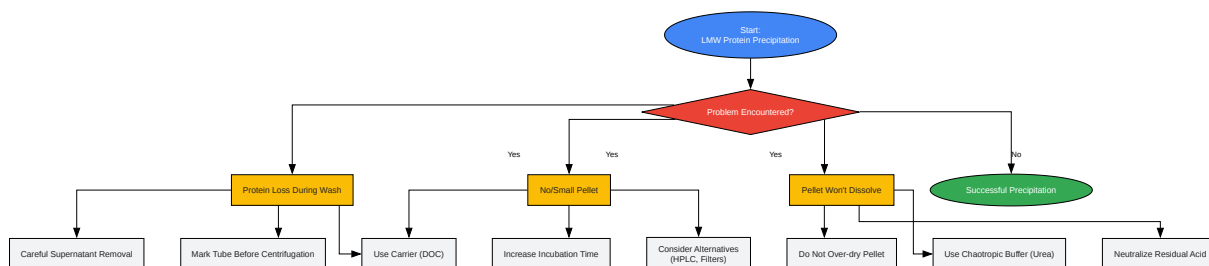 Start:
LMW Protein Precipitation
Problem Encountered?
Yes
Yes
Yes
No
Protein Loss During Wash
No/Small Pellet
Pellet Won't Dissolve
Successful Precipitation
Careful Supernatant Removal
Mark Tube Before Centrifugation
Use Carrier (DOC)
Increase Incubation Time
Consider Alternatives
(HPLC, Filters)
Do Not Over-dry Pellet
Use Chaotropic Buffer (Urea)
Neutralize Residual Acid